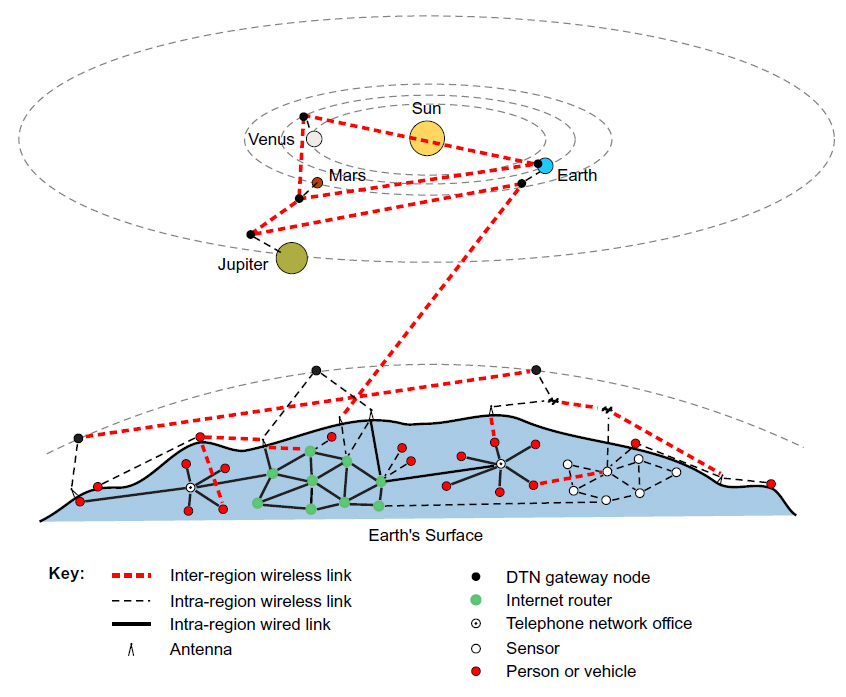 Sun
Venus
Mars
Earth
Jupiter
Earth's Surface
Key:
Inter-region wireless link
Intra-region wireless link
Intra-region wired link
Antenna
DTN gateway node
Internet router
Telephone network office
Sensor
Person or vehicle